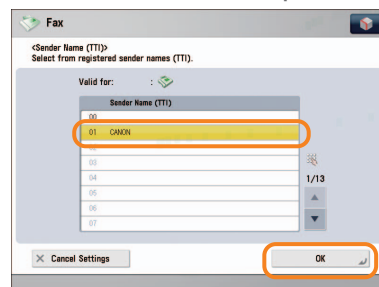 Fax
<Sender Name (TTI)>
Select from registered sender names (TTI).
Valid for: :
Sender Name (TTI)
00
01 CANON
02
03
04
05
06
07
1/13
Cancel Settings
OK